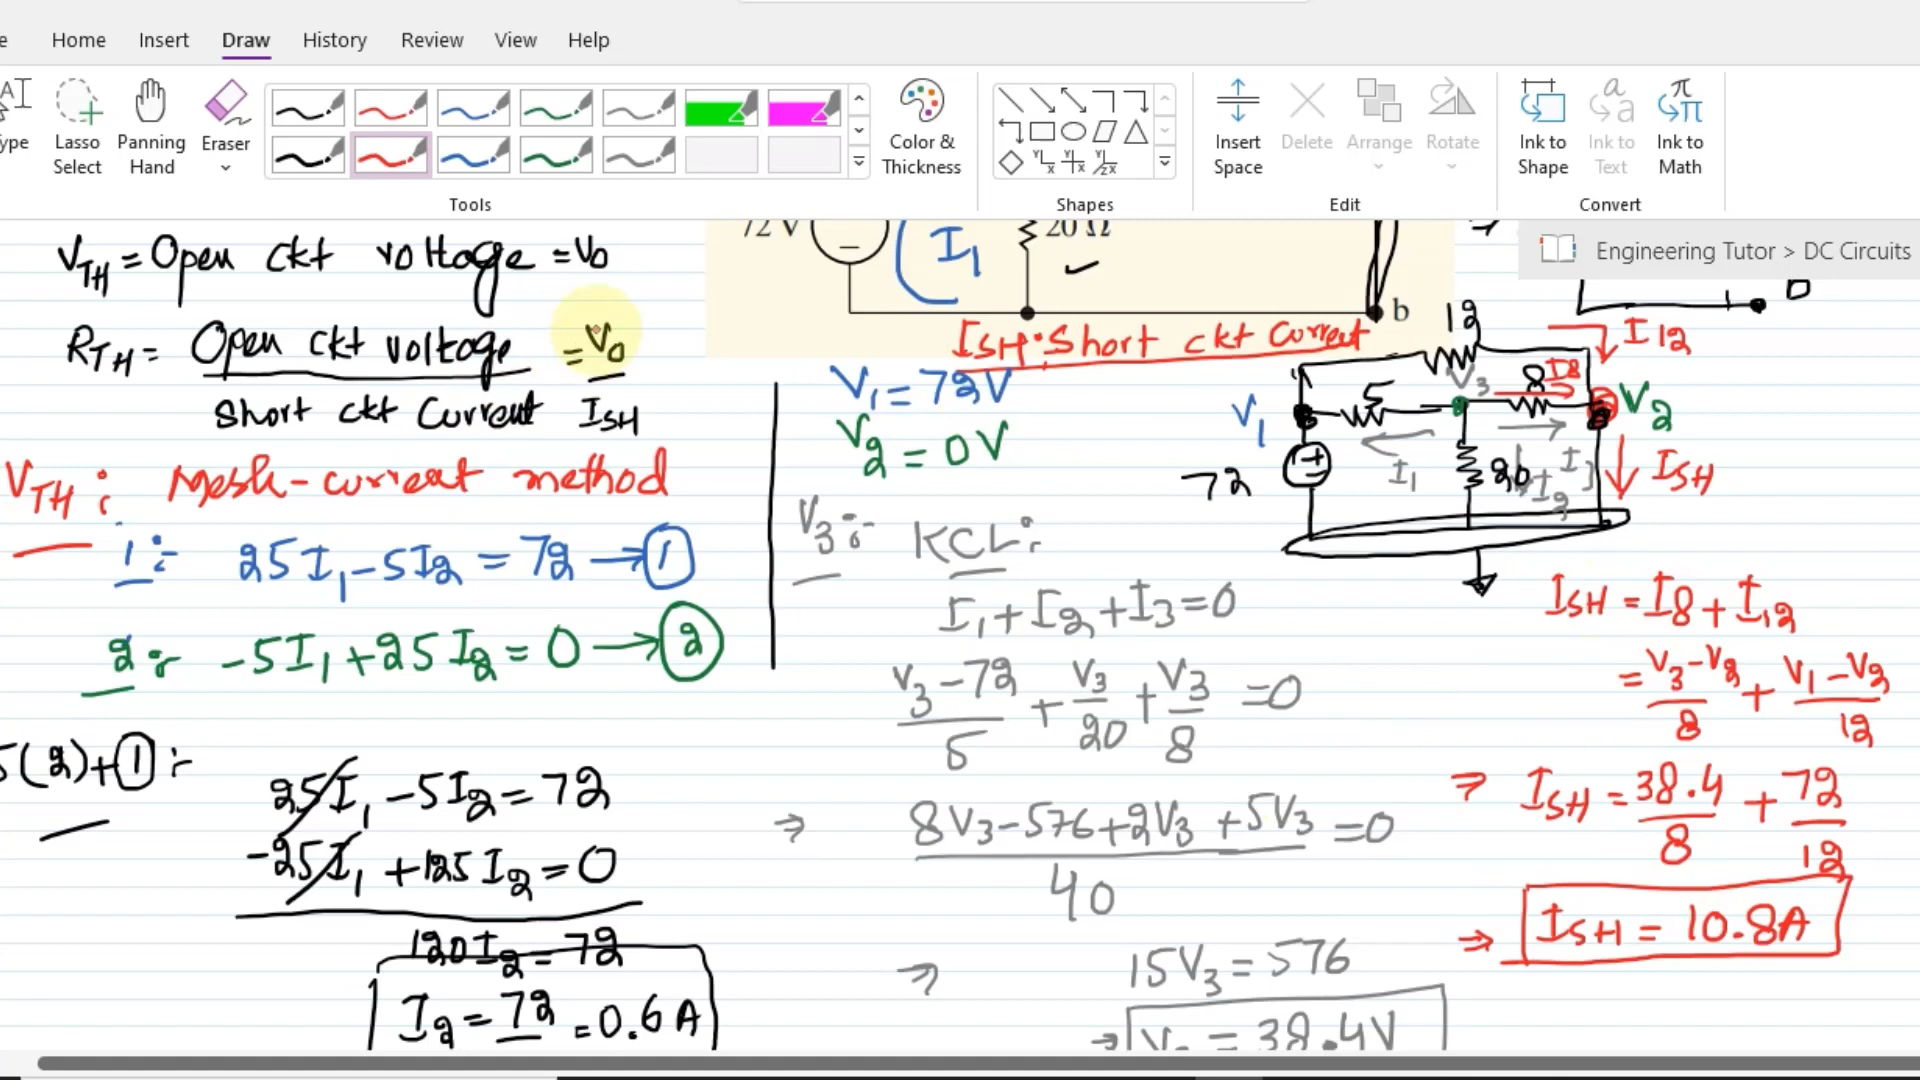 Home Insert Draw History Review View Help
Lasso Select
Panning Hand
Eraser
Color & Thickness
Insert Space
Delete
Arrange
Rotate
Ink to Shape
Ink to Text
Ink to Math
Tools
Shapes
Edit
Convert
Engineering Tutor > DC Circuits
VTH = Open ckt voltage = Vo
RTH = Open ckt voltage = Vo
Short ckt Current ISH
VTH: Mesh-current method
1:- 25I1 - 5I2 = 72 → 1
2:- -5I1 + 25I2 = 0 → 2
5(2)+1:-
25I1 - 5I2 = 72
-25I1 + 125I2 = 0
120I2 = 72
I2 = 72 = 0.6 A
72 V
I1
20 Ω
b
ISH: Short ckt Current
V1 = 72V
V2 = 0V
V3:- KCL:
I1 + I2 + I3 = 0
V3-72/5 + V3/20 + V3/8 = 0
⇒ 8V3 - 576 + 2V3 + 5V3 = 0
40
⇒ 15V3 = 576
= 38.4V
12
I12
V3
8
I8
V1
5
V2
72
I1
20
ISH
ISH = I8 + I12
= V3-V2/8 + V1-V2/12
⇒ ISH = 38.4/8 + 72/12
⇒ ISH = 10.8A